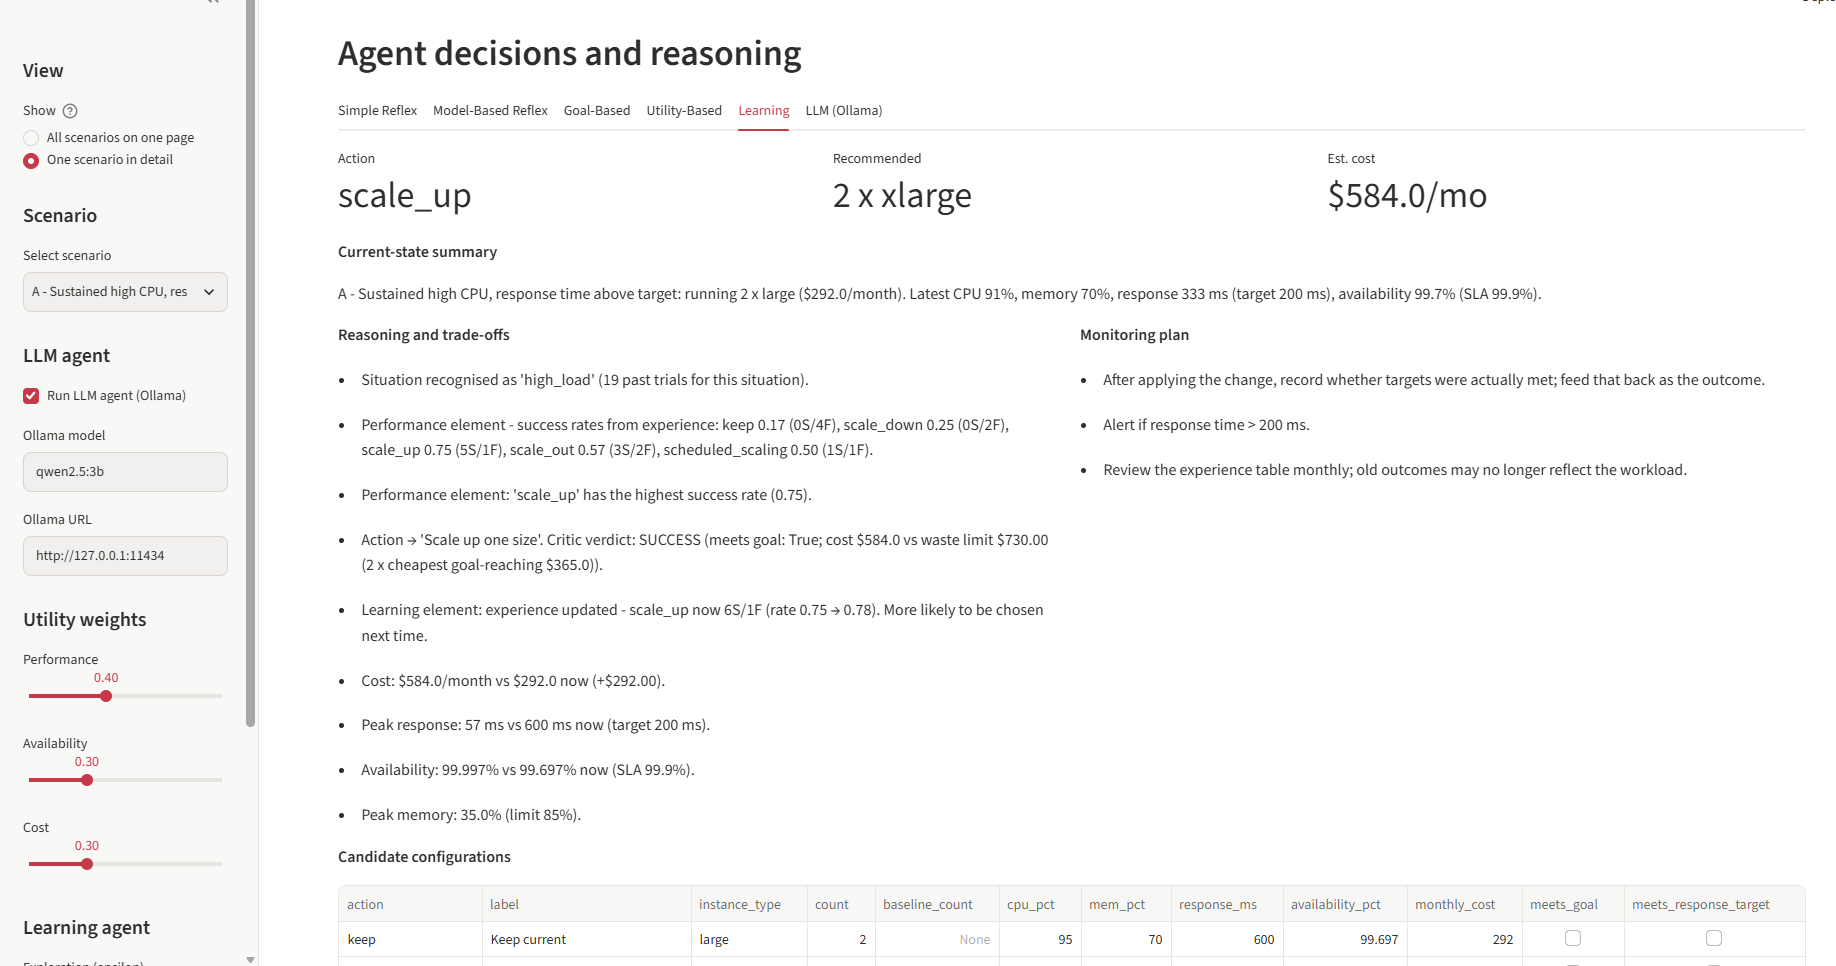 View
Show
All scenarios on one page
One scenario in detail
Scenario
Select scenario
A - Sustained high CPU, res
LLM agent
Run LLM agent (Ollama)
Ollama model
qwen2.5:3b
Ollama URL
http://127.0.0.1:11434
Utility weights
Performance
0.40
Availability
0.30
Cost
0.30
Learning agent
Agent decisions and reasoning
Simple Reflex Model-Based Reflex Goal-Based Utility-Based Learning LLM (Ollama)
Action Recommended Est. cost
scale_up 2 x xlarge $584.0/mo
Current-state summary
A - Sustained high CPU, response time above target: running 2 x large ($292.0/month). Latest CPU 91%, memory 70%, response 333 ms (target 200 ms), availability 99.7% (SLA 99.9%).
Reasoning and trade-offs
• Situation recognised as 'high_load' (19 past trials for this situation).
• Performance element - success rates from experience: keep 0.17 (0S/4F), scale_down 0.25 (0S/2F),
scale_up 0.75 (5S/1F), scale_out 0.57 (3S/2F), scheduled_scaling 0.50 (1S/1F).
• Performance element: 'scale_up' has the highest success rate (0.75).
• Action → 'Scale up one size'. Critic verdict: SUCCESS (meets goal: True; cost $584.0 vs waste limit $730.00
(2 x cheapest goal-reaching $365.0)).
• Learning element: experience updated - scale_up now 6S/1F (rate 0.75 → 0.78). More likely to be chosen
next time.
• Cost: $584.0/month vs $292.0 now (+$292.00).
• Peak response: 57 ms vs 600 ms now (target 200 ms).
• Availability: 99.997% vs 99.697% now (SLA 99.9%).
• Peak memory: 35.0% (limit 85%).
Monitoring plan
• After applying the change, record whether targets were actually met; feed that back as the outcome.
• Alert if response time > 200 ms.
• Review the experience table monthly; old outcomes may no longer reflect the workload.
Candidate configurations
action label instance_type count baseline_count cpu_pct mem_pct response_ms availability_pct monthly_cost meets_goal meets_response_target
keep Keep current large 2 None 95 70 600 99.697 292